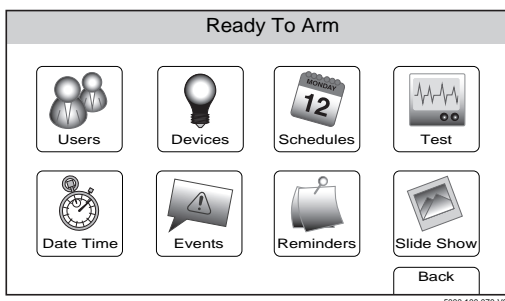 Ready To Arm
MONDAY
12
Users
Devices
Schedules
Test
Date Time
Events
Reminders
Slide Show
Back